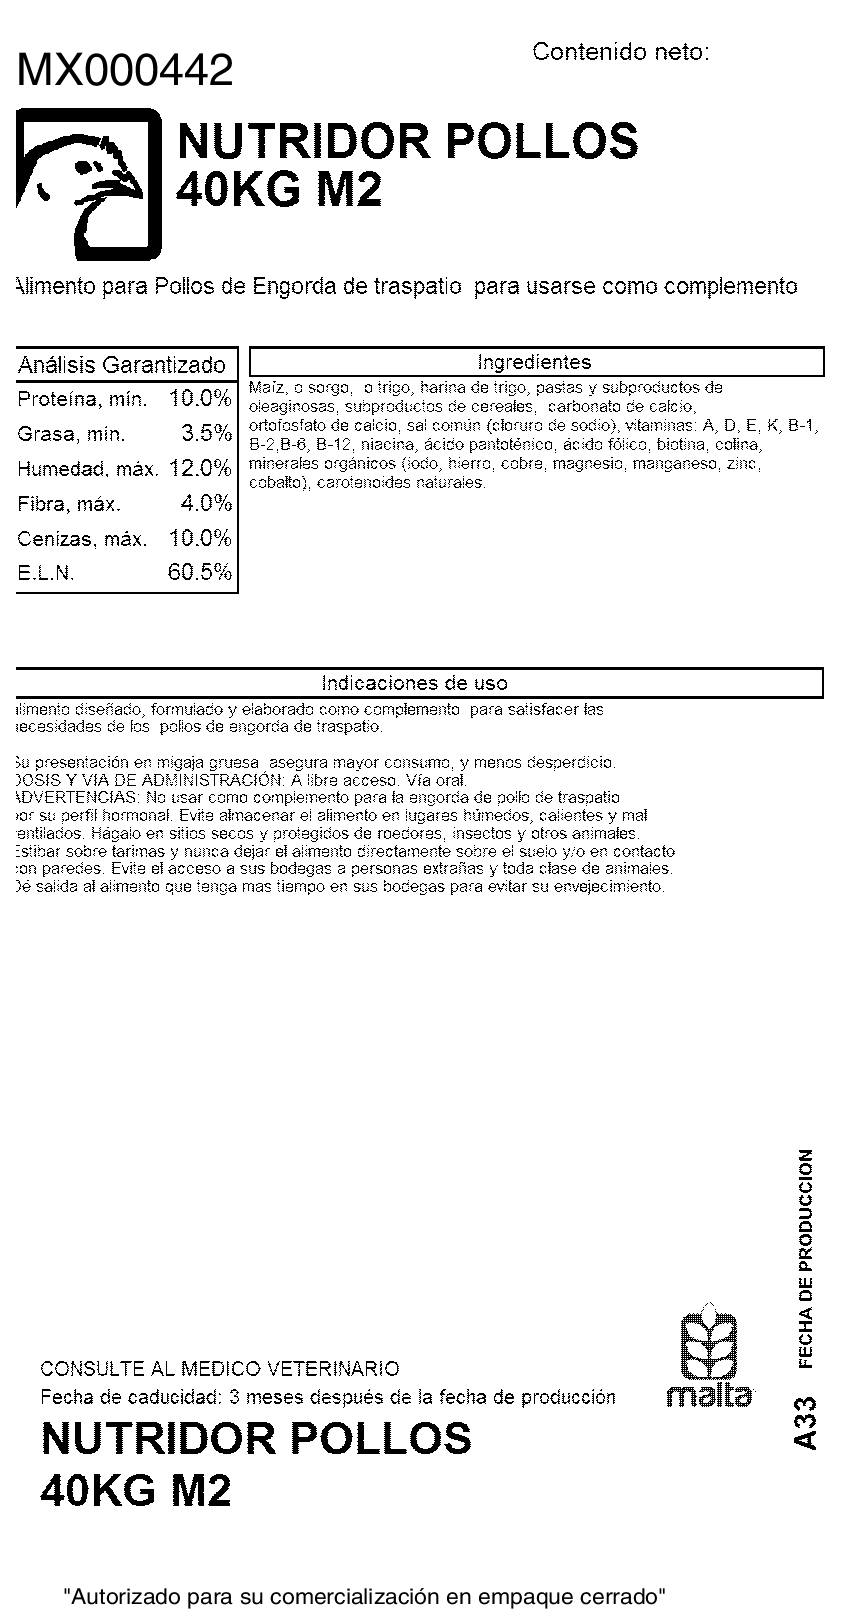 Contenido neto:
MX000442
NUTRIDOR POLLOS
40KG M2
Alimento para Pollos de Engorda de traspatio para usarse como complemento
Análisis Garantizado
Proteína, mín. 10.0%
Grasa, mín. 3.5%
Humedad, máx. 12.0%
Fibra, máx. 4.0%
Cenizas, máx. 10.0%
E.L.N. 60.5%
Ingredientes
Maíz, o sorgo, o trigo, harina de trigo, pastas y subproductos de
oleaginosas, subproductos de cereales, carbonato de calcio,
ortofosfato de calcio, sal común (cloruro de sodio), vitaminas: A, D, E, K, B-1,
B-2,B-6, B-12, niacina, ácido pantoténico, ácido fólico, biotina, colina,
minerales orgánicos (iodo, hierro, cobre, magnesio, manganeso, zinc,
cobalto), carotenoides naturales.
Indicaciones de uso
alimento diseñado, formulado y elaborado como complemento para satisfacer las
necesidades de los pollos de engorda de traspatio.
Su presentación en migaja gruesa asegura mayor consumo, y menos desperdicio.
DOSIS Y VIA DE ADMINISTRACIÓN: A libre acceso. Vía oral.
ADVERTENCIAS: No usar como complemento para la engorda de pollo de traspatio
por su perfil hormonal. Evite almacenar el alimento en lugares húmedos, calientes y mal
ventilados. Hágalo en sitios secos y protegidos de roedores, insectos y otros animales.
Estibar sobre tarimas y nunca dejar el alimento directamente sobre el suelo y/o en contacto
con paredes. Evite el acceso a sus bodegas a personas extrañas y toda clase de animales.
Dé salida al alimento que tenga mas tiempo en sus bodegas para evitar su envejecimiento.
A33 FECHA DE PRODUCCION
malta
CONSULTE AL MEDICO VETERINARIO
Fecha de caducidad: 3 meses después de la fecha de producción
NUTRIDOR POLLOS
40KG M2
"Autorizado para su comercialización en empaque cerrado"